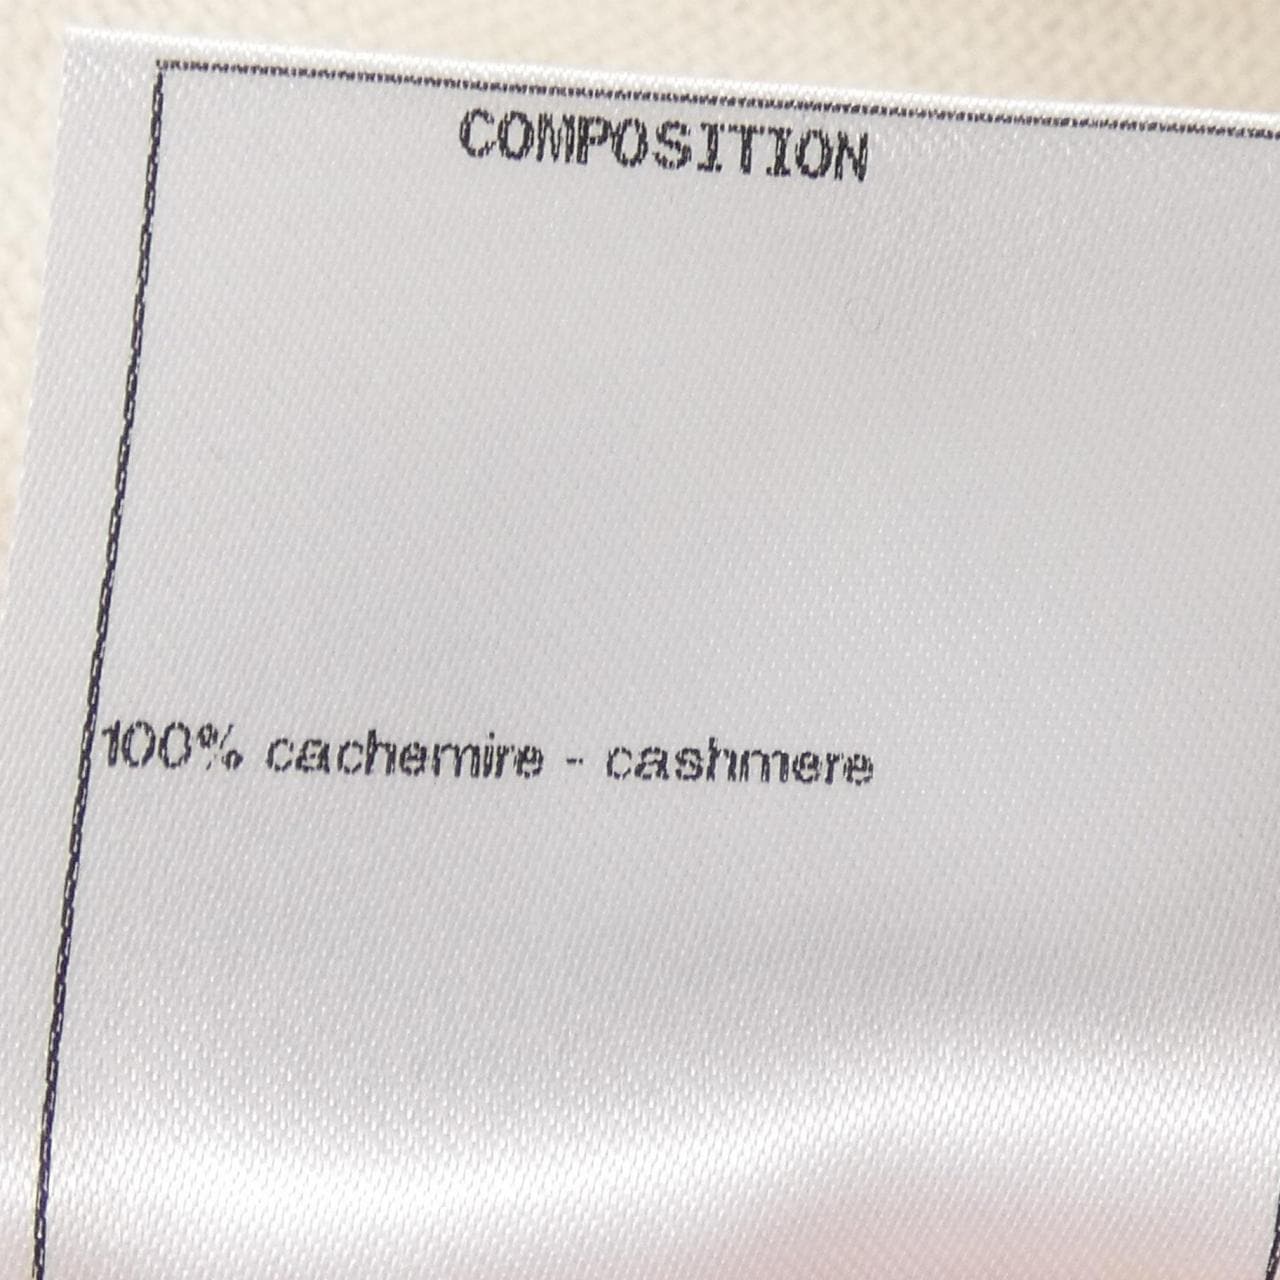 COMPOSITION
100% cachemire - cashmere